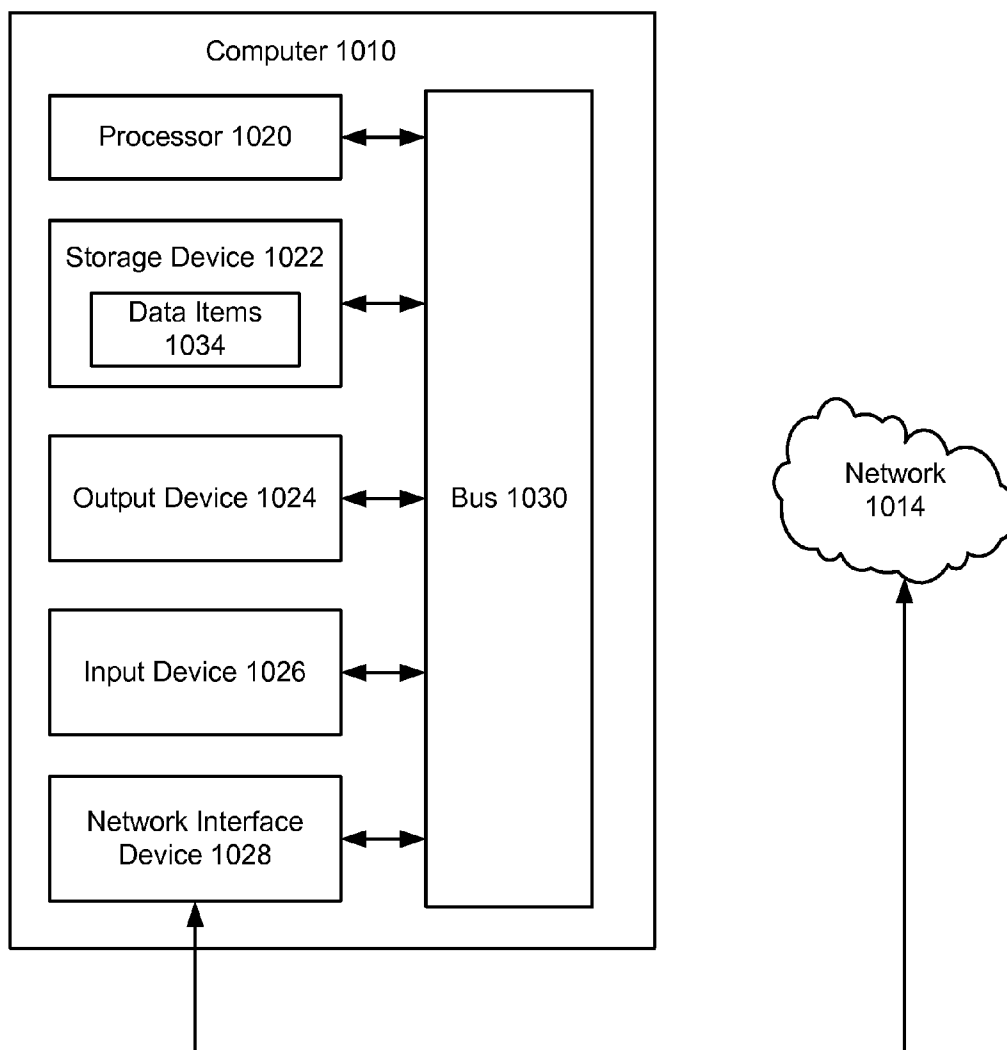 Computer 1010
Processor 1020
Storage Device 1022
Data Items
1034
Output Device 1024
Input Device 1026
Network Interface
Device 1028
Bus 1030
Network
1014